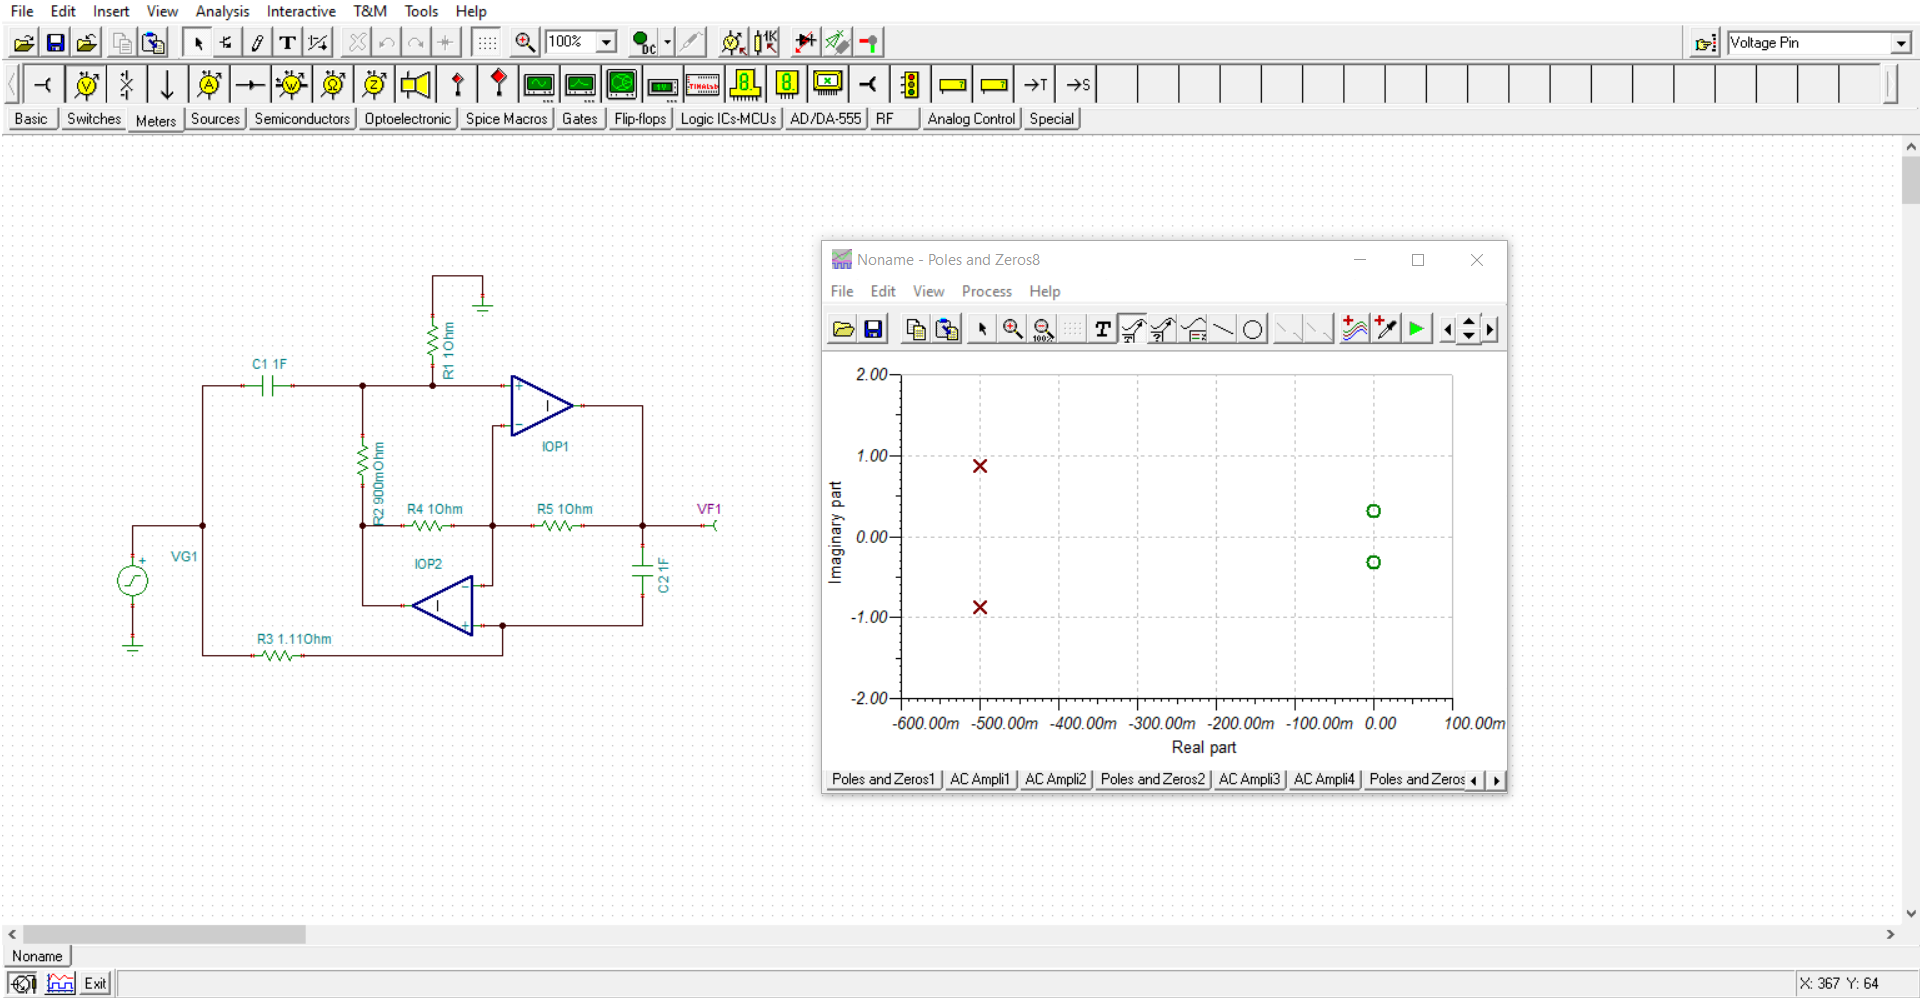 File Edit Insert View Analysis Interactive T&M Tools Help
DC 100% 1K Voltage Pin
→T →S
Basic Switches Meters Sources Semiconductors Optoelectronic Spice Macros Gates Flip-flops Logic ICs-MCUs AD/DA-555 RF Analog Control Special
R1 1Ohm
C1 1F
IOP1
R2 900mOhm
R4 1Ohm
R5 1Ohm
VF1
VG1
IOP2
C2 1F
R3 1.11Ohm
Noname - Poles and Zeros8
File Edit View Process Help
100%
2.00
1.00
0.00
-1.00
-2.00
Imaginary part
-600.00m -500.00m -400.00m -300.00m -200.00m -100.00m 0.00 100.00m
Real part
Poles and Zeros1 AC Ampli1 AC Ampli2 Poles and Zeros2 AC Ampli3 AC Ampli4 Poles and Zeros
Noname
Exit
X: 367 Y: 64